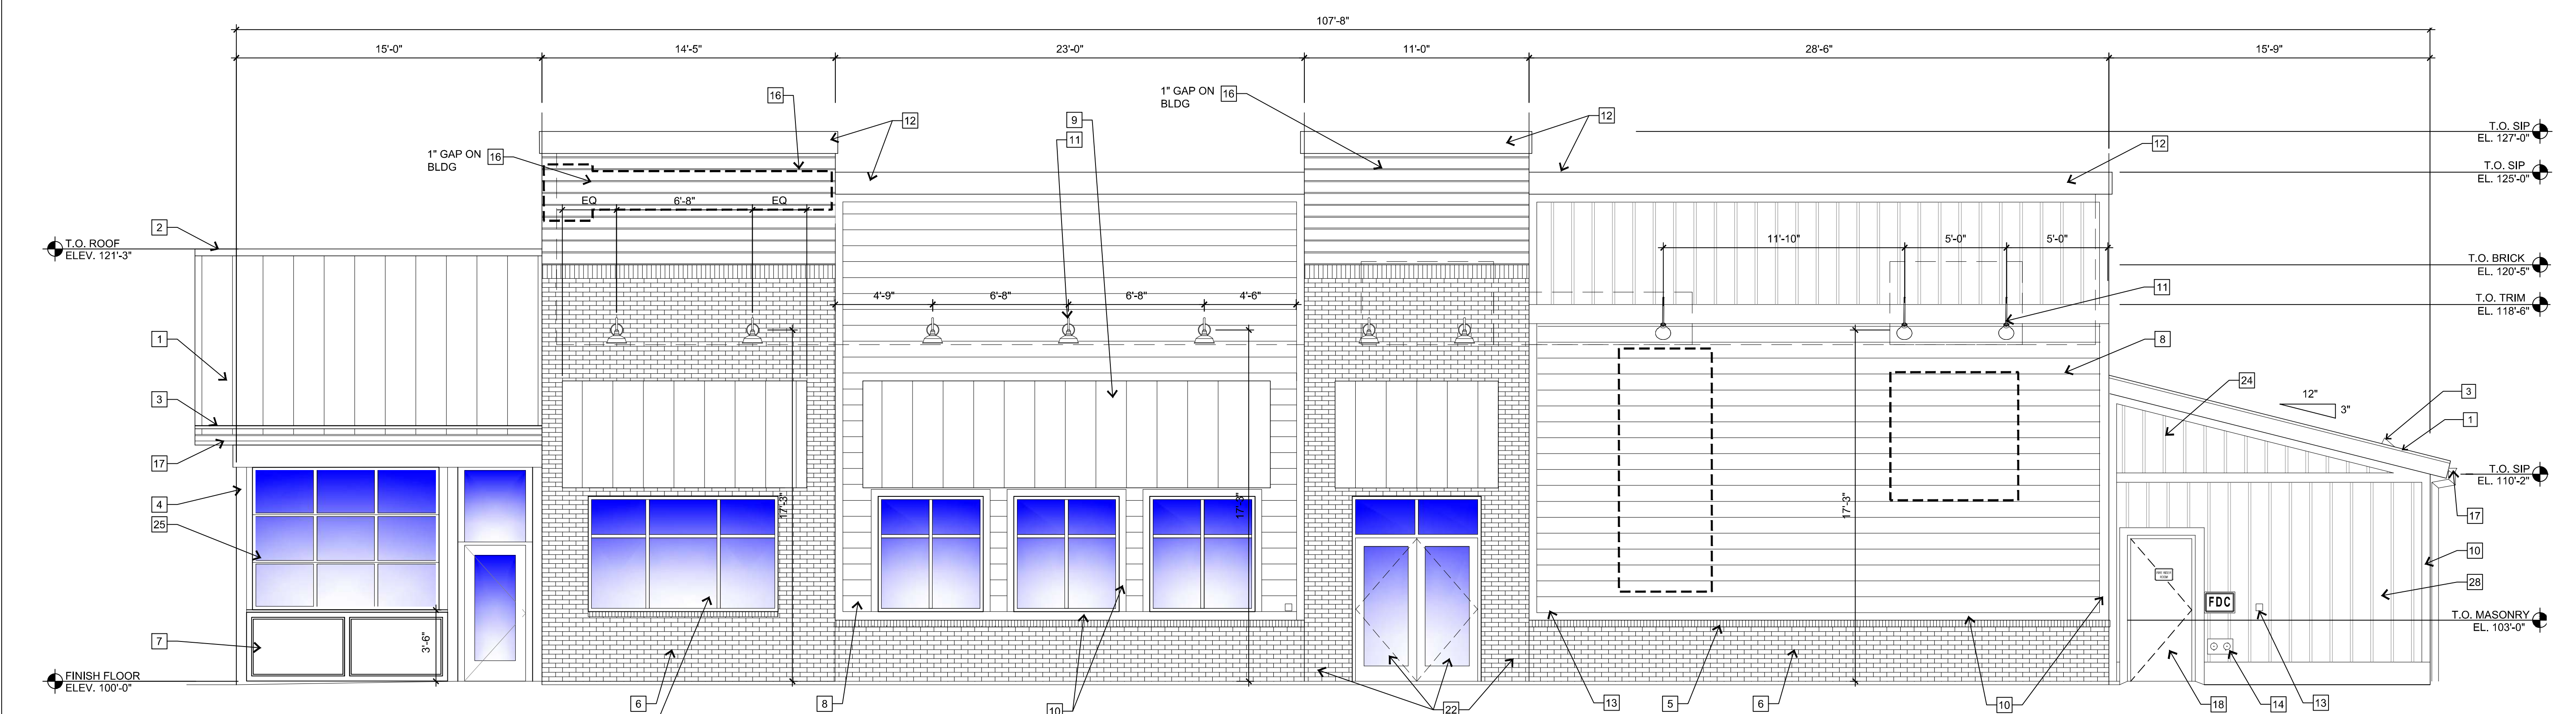 107'-8"
15'-0"
14'-5"
23'-0"
11'-0"
28'-6"
15'-9"
16
1" GAP ON
BLDG
16
9
12
11
12
T.O. SIP
EL. 127'-0"
12
1" GAP ON
BLDG
16
T.O. SIP
EL. 125'-0"
EQ
6'-8"
EQ
2
T.O. ROOF
ELEV. 121'-3"
11'-10"
5'-0"
5'-0"
T.O. BRICK
EL. 120'-5"
4'-9"
6'-8"
6'-8"
4'-6"
11
T.O. TRIM
EL. 118'-6"
1
8
3
24
12"
3"
3
1
17
T.O. SIP
EL. 110'-2"
4
25
17'-3"
17'-3"
17'-3"
17
10
28
FDC
T.O. MASONRY
EL. 103'-0"
7
3'-6"
FINISH FLOOR
ELEV. 100'-0"
6
8
10
22
13
5
6
10
18
14
13